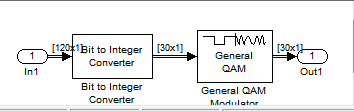 [120x1]
Bit to Integer
Converter
[30x1]
General
QAM
[30x1]
1
1
In1
Bit to Integer
Converter
General QAM
Modulator
Out1